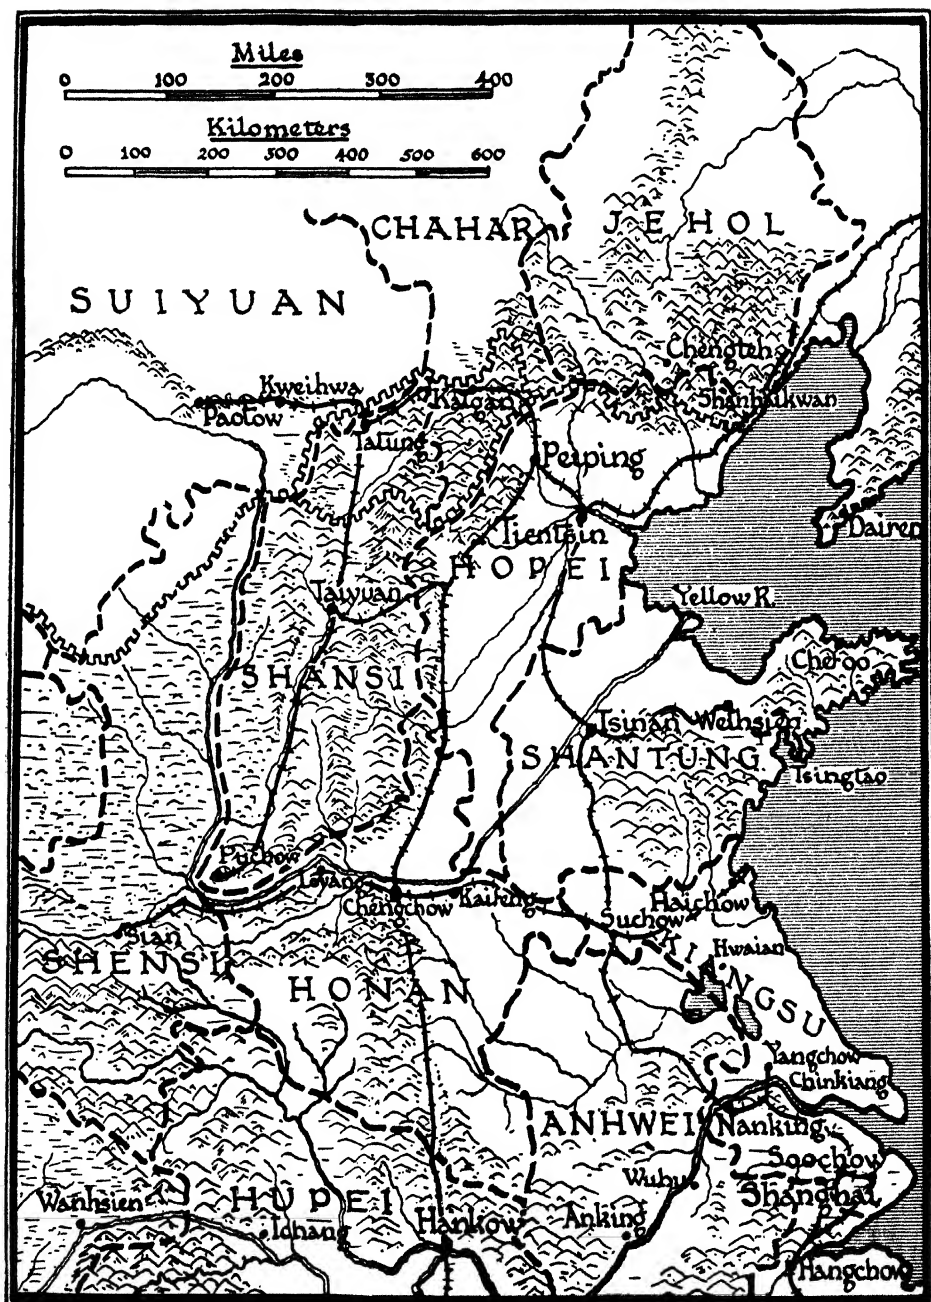 Miles
0 100 200 300 400
Kilometers
0 100 200 300 400 500 600
CHAHAR JEHOL
SUIYUAN
Chengteh
Kweihwa
Kalgan
Shanhaikwan
Paotow
Tatung
Peiping
Dairen
Tientsin
HOPEI
Taiyuan
Yellow R.
Chefoo
SHANSI
Tsinan Weihsien
SHANTUNG
Tsingtao
Puchow
Loyang
Chengchow
Kaifeng
Haichow
Suchow
Sian
Hwaian
KIANGSU
SHENSI
HONAN
Yangchow
Chinkiang
ANHWEI
Nanking
Soochow
Wuhu
Shanghai
Wanhsien
HUPEI
Ichang
Hankow
Anking
Hangchow